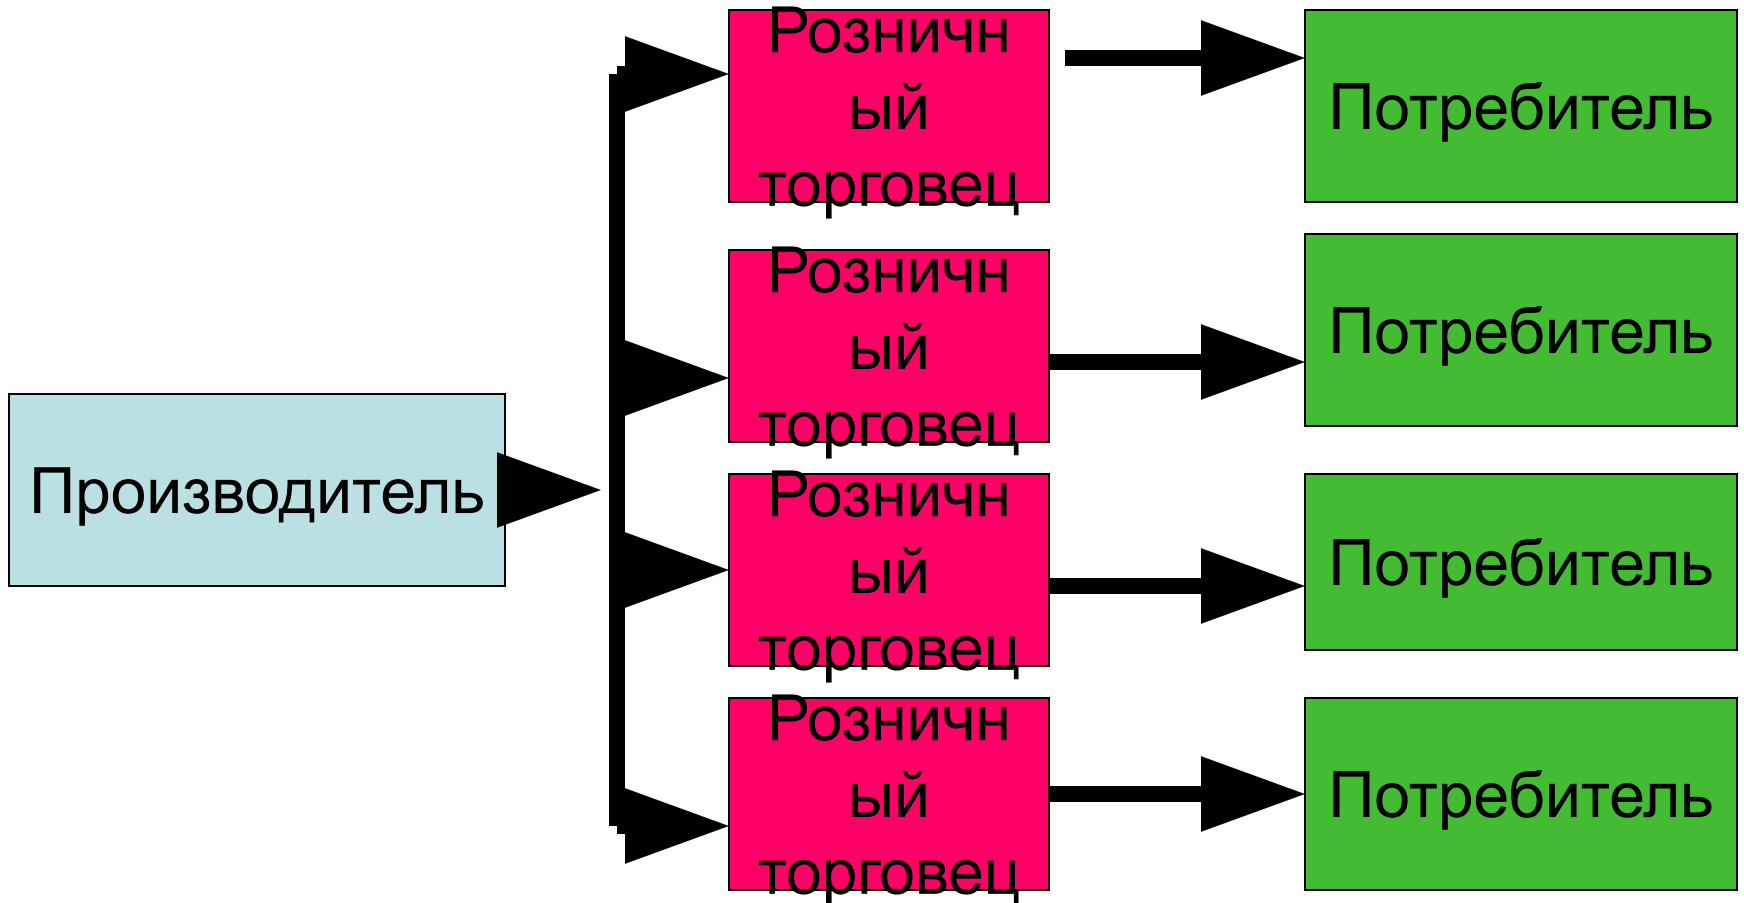 Розничн
ый
торговец
Потребитель
Розничн
ый
торговец
Потребитель
Производитель
Розничн
ый
торговец
Потребитель
Розничн
ый
торговец
Потребитель